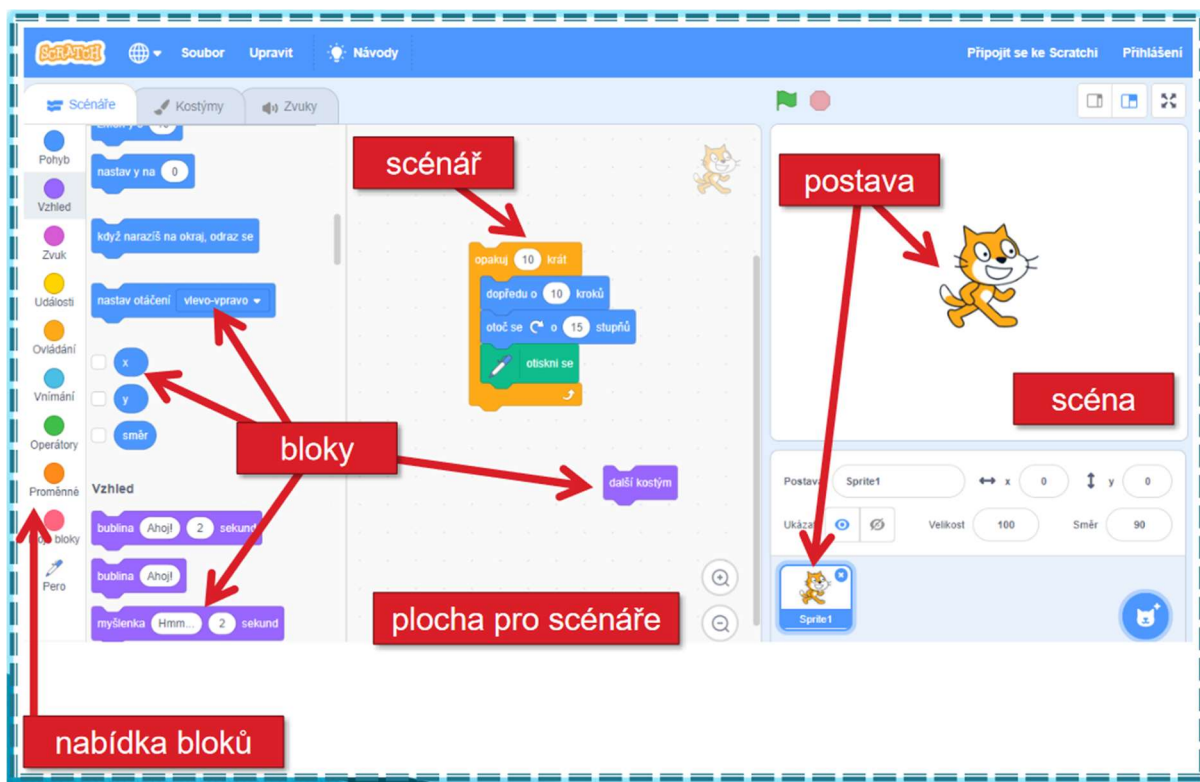 SCRATCH Soubor Upravit Návody Připojit se ke Scratchi Přihlášení
Scénáře Kostýmy Zvuky
Pohyb
Vzhled
Zvuk
Události
Ovládání
Vnímání
Operátory
Proměnné
bloky
Pero
nastav y na 0
když narazíš na okraj, odraz se
nastav otáčení vlevo-vpravo
x
y
směr
Vzhled
bublina Ahoj! 2 sekund
bublina Ahoj!
myšlenka Hmm... 2 sekund
scénář
opakuj 10 krát
dopředu o 10 kroků
otoč se o 15 stupňů
otiskni se
bloky
další kostým
plocha pro scénáře
nabídka bloků
postava
scéna
Postava Sprite1 x 0 y 0
Velikost 100 Směr 90
Sprite1